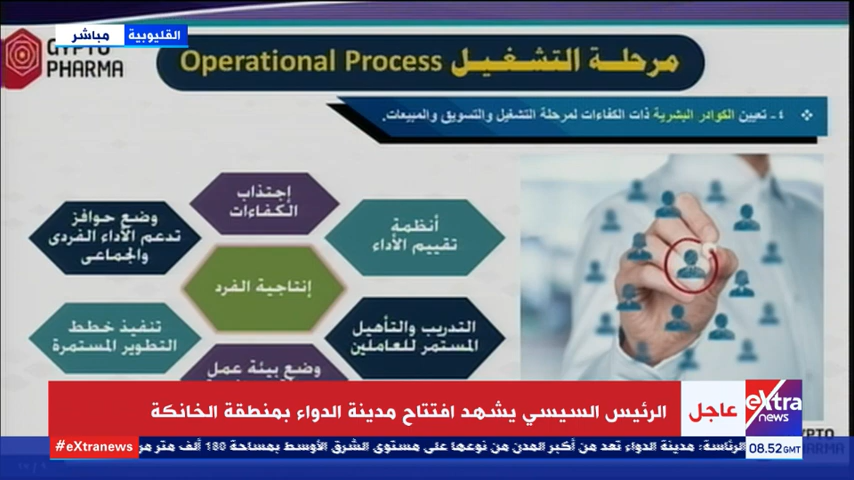 مباشر
القليوبية
GYPTO
PHARMA
مرحلة التشغيل Operational Process
٤ - تعيين الكوادر البشرية ذات الكفاءات لمرحلة التشغيل والتسويق والمبيعات.
إجتذاب
الكفاءات
وضع حوافز
تدعم الأداء الفردى
والجماعى
أنظمة
تقييم الأداء
إنتاجية الفرد
تنفيذ خطط
التطوير المستمرة
التدريب والتأهيل
المستمر للعاملين
وضع بيئة عمل
عاجل
الرئيس السيسي يشهد افتتاح مدينة الدواء بمنطقة الخانكة
eXtra
news
#eXtranews
الرئاسة: مدينة الدواء تعد من أكبر المدن من نوعها على مستوى الشرق الأوسط بمساحة 180 ألف متر
08.52 GMT
YPTO
HARMA